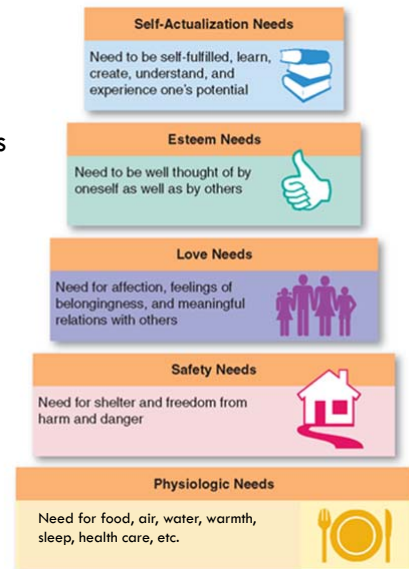 Self-Actualization Needs
Need to be self-fulfilled, learn,
create, understand, and
experience one's potential
s
Esteem Needs
Need to be well thought of by
oneself as well as by others
Love Needs
Need for affection, feelings of
belongingness, and meaningful
relations with others
Safety Needs
Need for shelter and freedom from
harm and danger
Physiologic Needs
Need for food, air, water, warmth,
sleep, health care, etc.